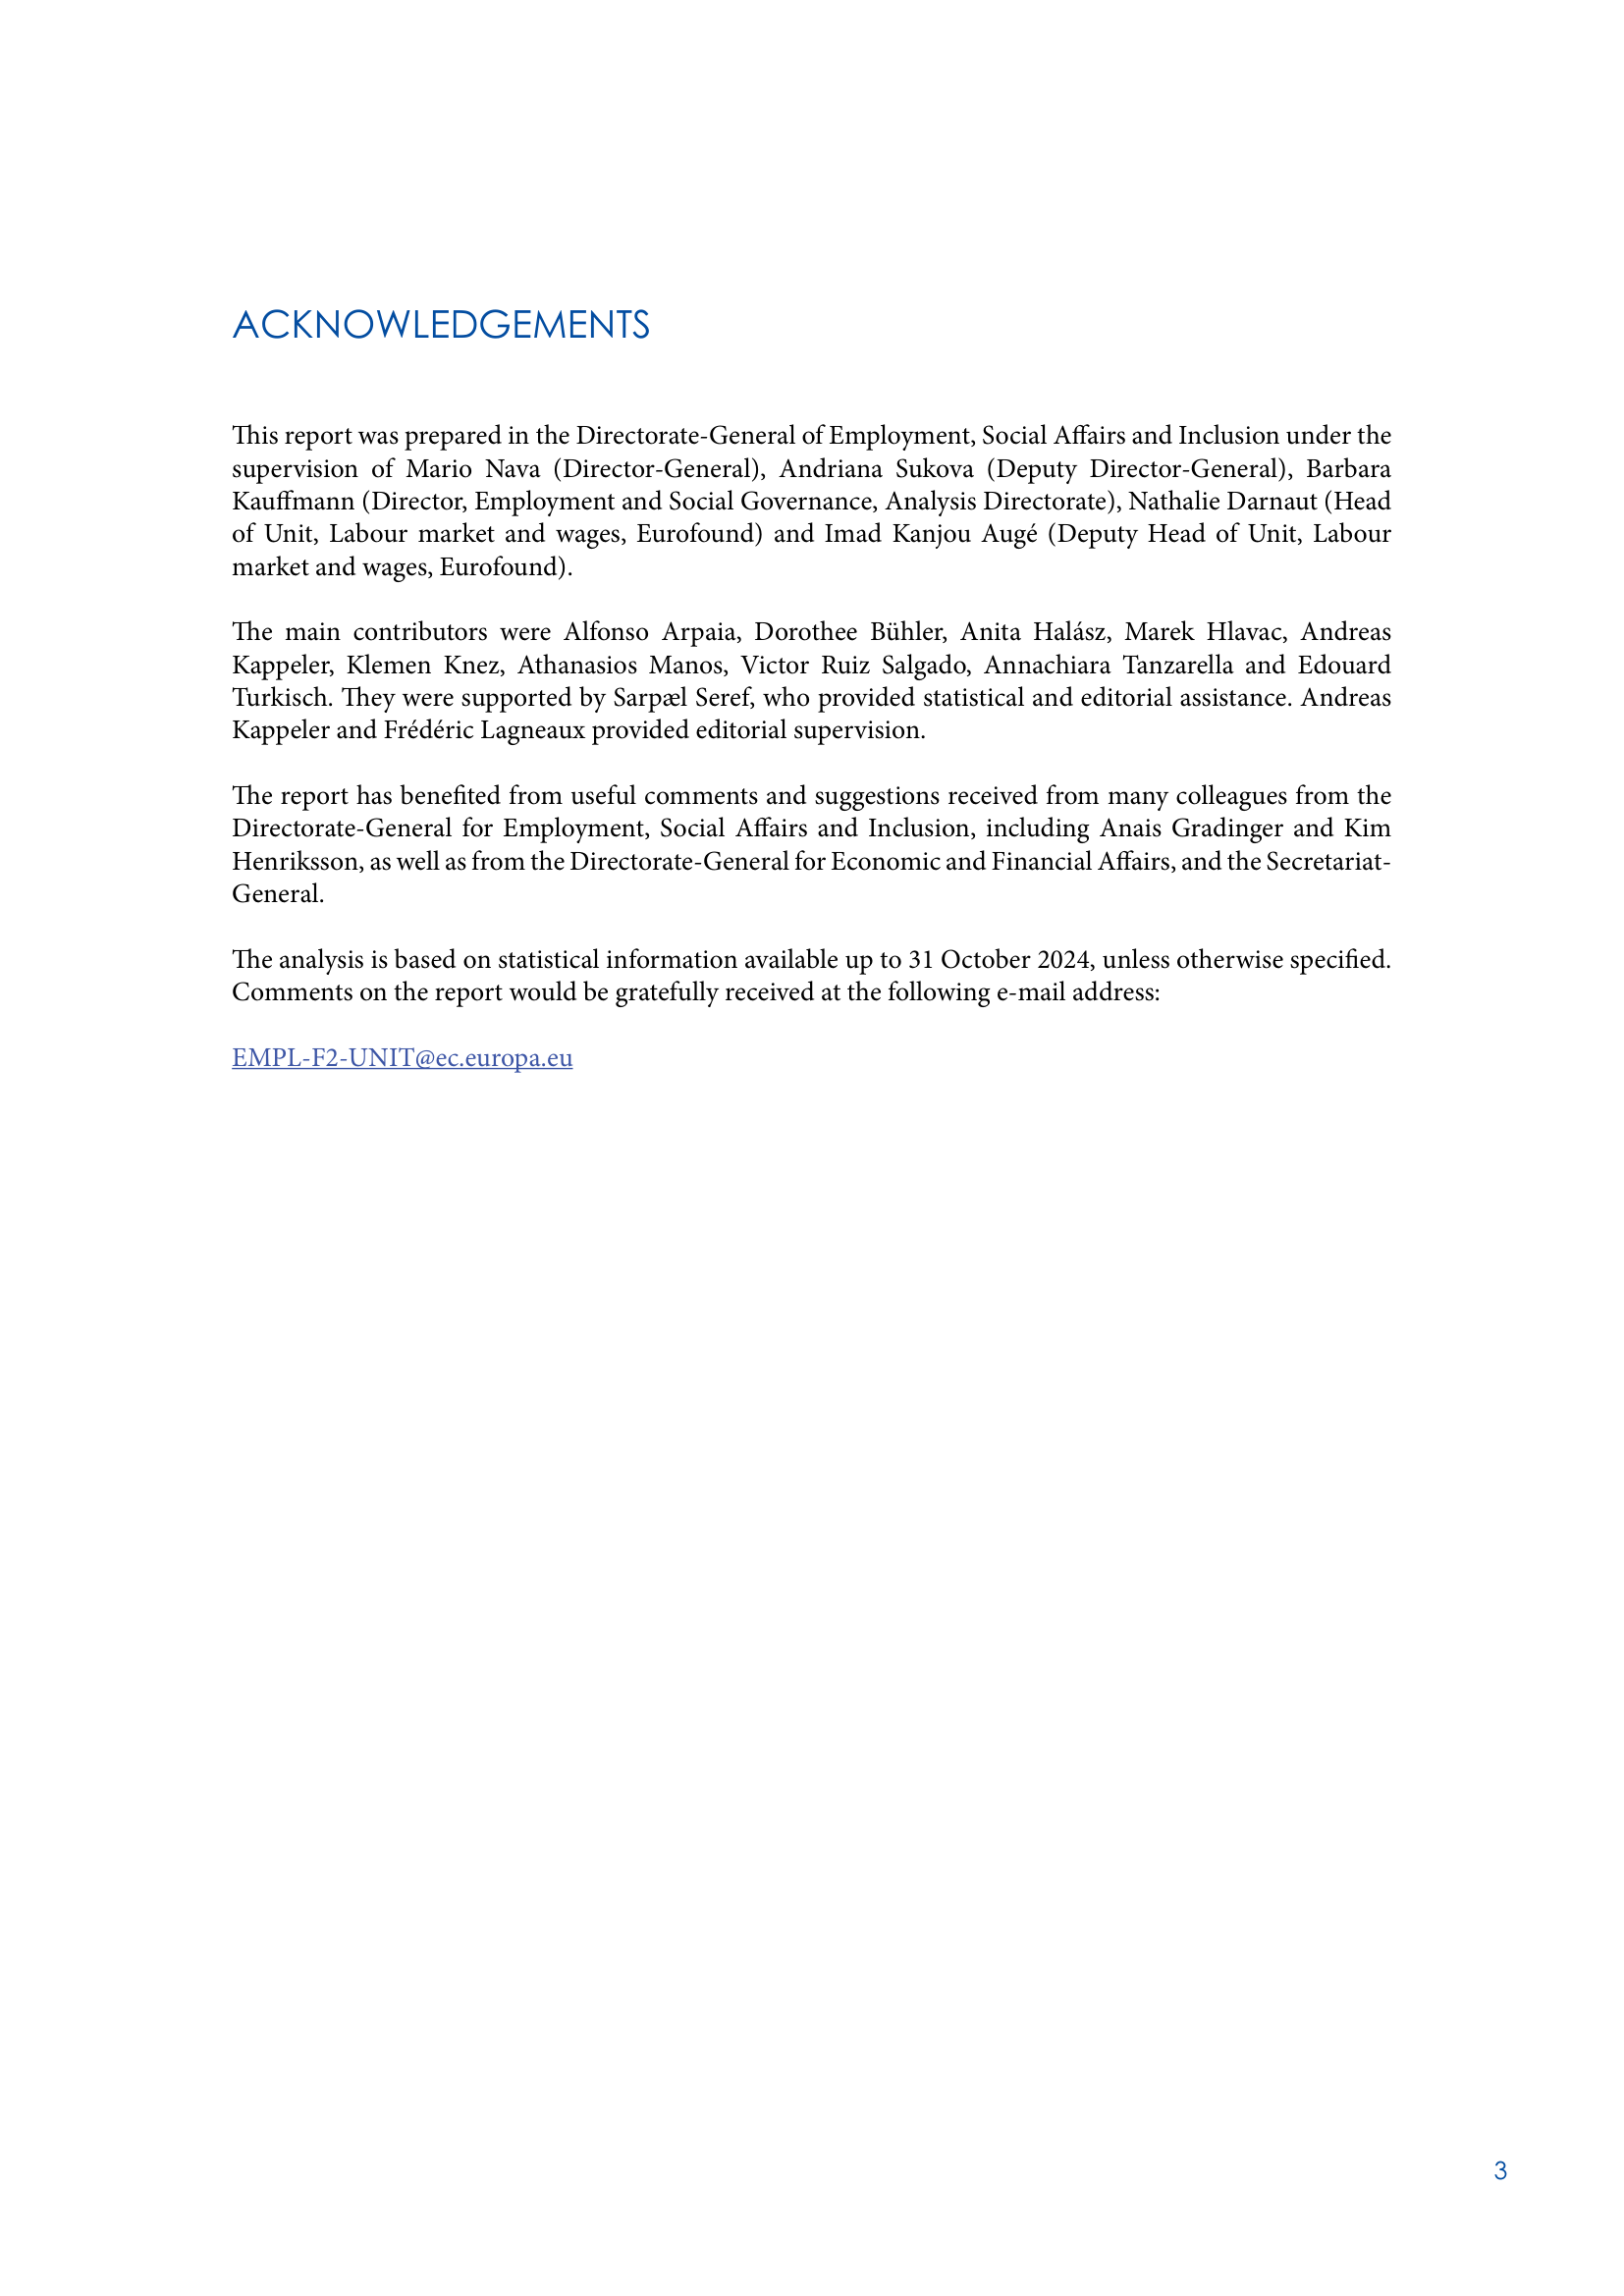 ACKNOWLEDGEMENTS
This report was prepared in the Directorate-General of Employment, Social Affairs and Inclusion under the
supervision of Mario Nava (Director-General), Andriana Sukova (Deputy Director-General), Barbara
Kauffmann (Director, Employment and Social Governance, Analysis Directorate), Nathalie Darnaut (Head
of Unit, Labour market and wages, Eurofound) and Imad Kanjou Augé (Deputy Head of Unit, Labour
market and wages, Eurofound).
The main contributors were Alfonso Arpaia, Dorothee Bühler, Anita Halász, Marek Hlavac, Andreas
Kappeler, Klemen Knez, Athanasios Manos, Victor Ruiz Salgado, Annachiara Tanzarella and Edouard
Turkisch. They were supported by Sarpæl Seref, who provided statistical and editorial assistance. Andreas
Kappeler and Frédéric Lagneaux provided editorial supervision.
The report has benefited from useful comments and suggestions received from many colleagues from the
Directorate-General for Employment, Social Affairs and Inclusion, including Anais Gradinger and Kim
Henriksson, as well as from the Directorate-General for Economic and Financial Affairs, and the Secretariat-
General.
The analysis is based on statistical information available up to 31 October 2024, unless otherwise specified.
Comments on the report would be gratefully received at the following e-mail address:
EMPL-F2-UNIT@ec.europa.eu
3